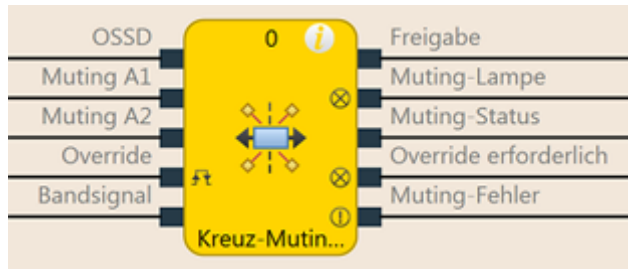 OSSD
0
i
Freigabe
Muting A1
Muting-Lampe
Muting A2
Muting-Status
Override
Override erforderlich
Bandsignal
Muting-Fehler
Kreuz-Mutin...